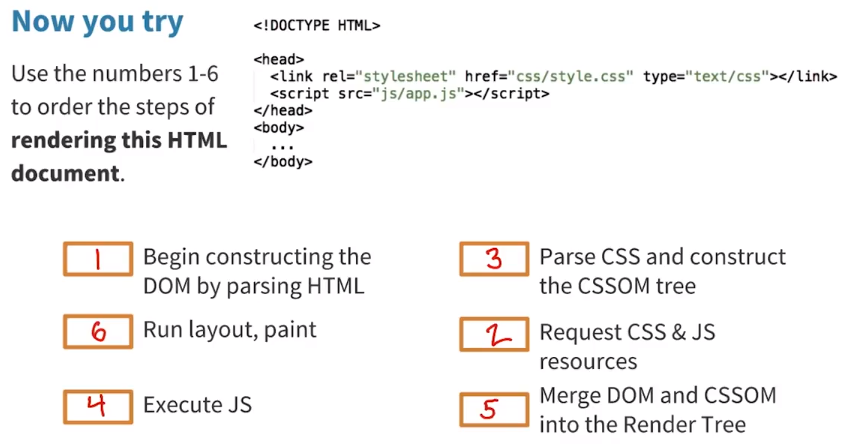 Now you try
Use the numbers 1-6
to order the steps of
rendering this HTML
document.
<!DOCTYPE HTML>
<head>
<link rel="stylesheet" href="css/style.css" type="text/css"></link>
<script src="js/app.js"></script>
</head>
<body>
...
</body>
1 Begin constructing the
DOM by parsing HTML
6 Run layout, paint
4 Execute JS
3 Parse CSS and construct
the CSSOM tree
2 Request CSS & JS
resources
5 Merge DOM and CSSOM
into the Render Tree